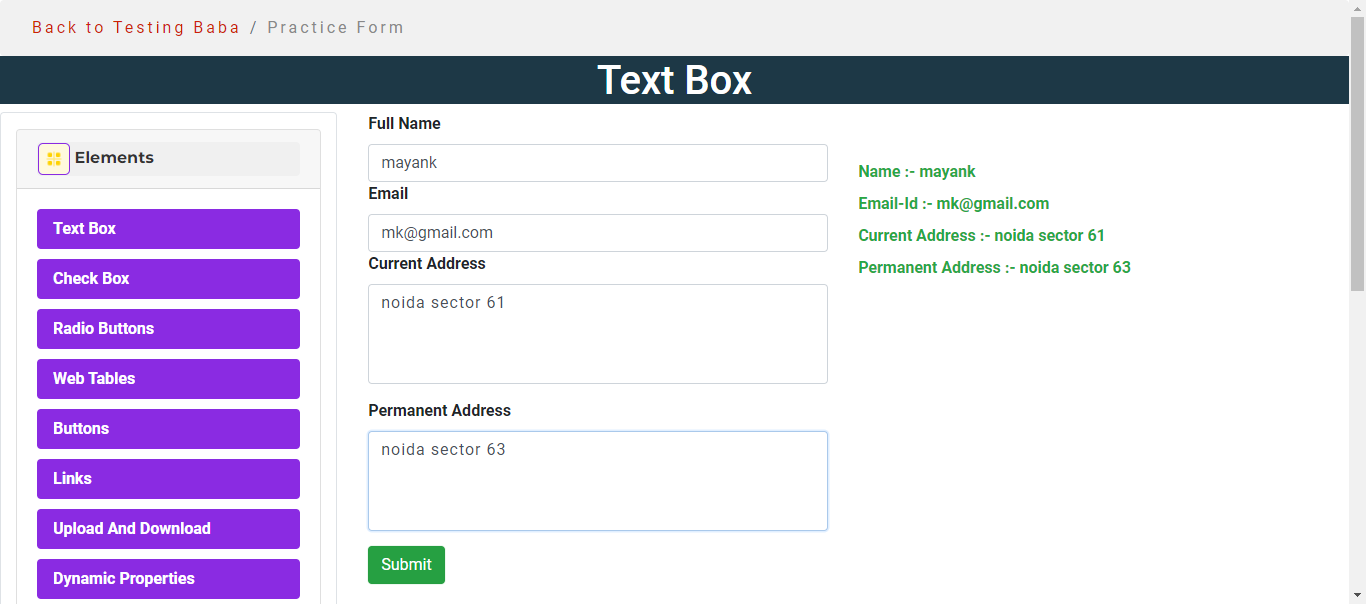 Back to Testing Baba / Practice Form
Text Box
Elements
Text Box
Check Box
Radio Buttons
Web Tables
Buttons
Links
Upload And Download
Dynamic Properties
Full Name
mayank
Email
mk@gmail.com
Current Address
noida sector 61
Permanent Address
noida sector 63
Submit
Name :- mayank
Email-Id :- mk@gmail.com
Current Address :- noida sector 61
Permanent Address :- noida sector 63